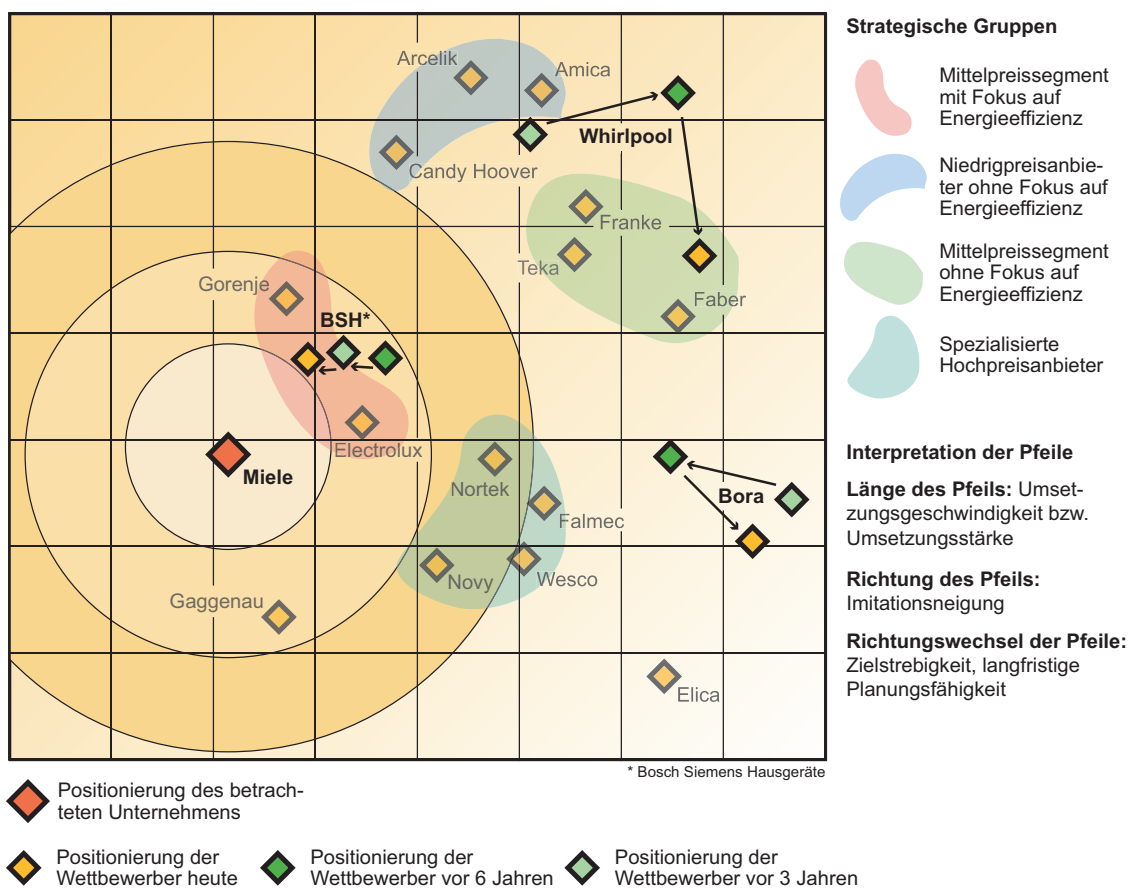 Arcelik
Amica
Whirlpool
Candy Hoover
Franke
Teka
Faber
Gorenje
BSH*
Electrolux
Miele
Nortek
Falmec
Bora
Novy
Wesco
Gaggenau
Elica
* Bosch Siemens Hausgeräte
Strategische Gruppen
Mittelpreissegment
mit Fokus auf
Energieeffizienz
Niedrigpreisanbie-
ter ohne Fokus auf
Energieeffizienz
Mittelpreissegment
ohne Fokus auf
Energieeffizienz
Spezialisierte
Hochpreisanbieter
Interpretation der Pfeile
Länge des Pfeils: Umset-
zungsgeschwindigkeit bzw.
Umsetzungsstärke
Richtung des Pfeils:
Imitationsneigung
Richtungswechsel der Pfeile:
Zielstrebigkeit, langfristige
Planungsfähigkeit
Positionierung des betrach-
teten Unternehmens
Positionierung der
Wettbewerber heute
Positionierung der
Wettbewerber vor 6 Jahren
Positionierung der
Wettbewerber vor 3 Jahren